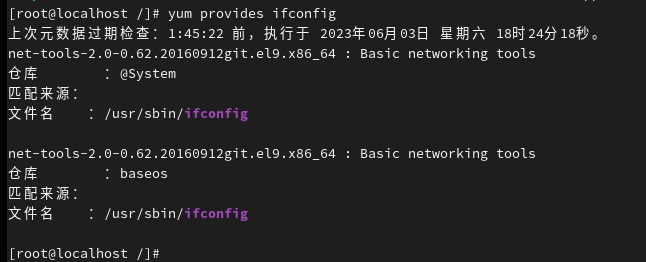 [root@localhost /]# yum provides ifconfig
上次元数据过期检查：1:45:22 前，执行于 2023年06月03日 星期六 18时24分18秒。
net-tools-2.0-0.62.20160912git.el9.x86_64 : Basic networking tools
仓库        ：@System
匹配来源：
文件名    ：/usr/sbin/ifconfig

net-tools-2.0-0.62.20160912git.el9.x86_64 : Basic networking tools
仓库        ：baseos
匹配来源：
文件名    ：/usr/sbin/ifconfig

[root@localhost /]#